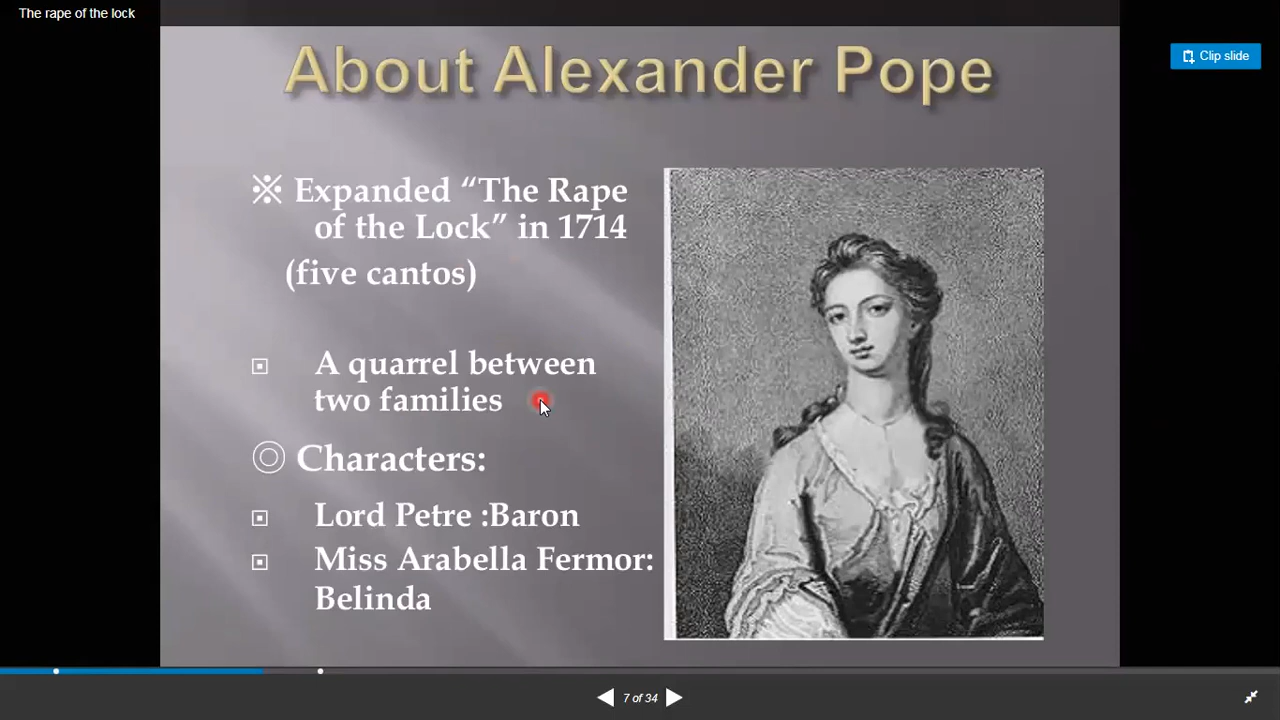 The rape of the lock
Clip slide
About Alexander Pope
※ Expanded “The Rape
of the Lock” in 1714
(five cantos)
▣ A quarrel between
two families
◎ Characters:
▣ Lord Petre :Baron
▣ Miss Arabella Fermor:
Belinda
7 of 34